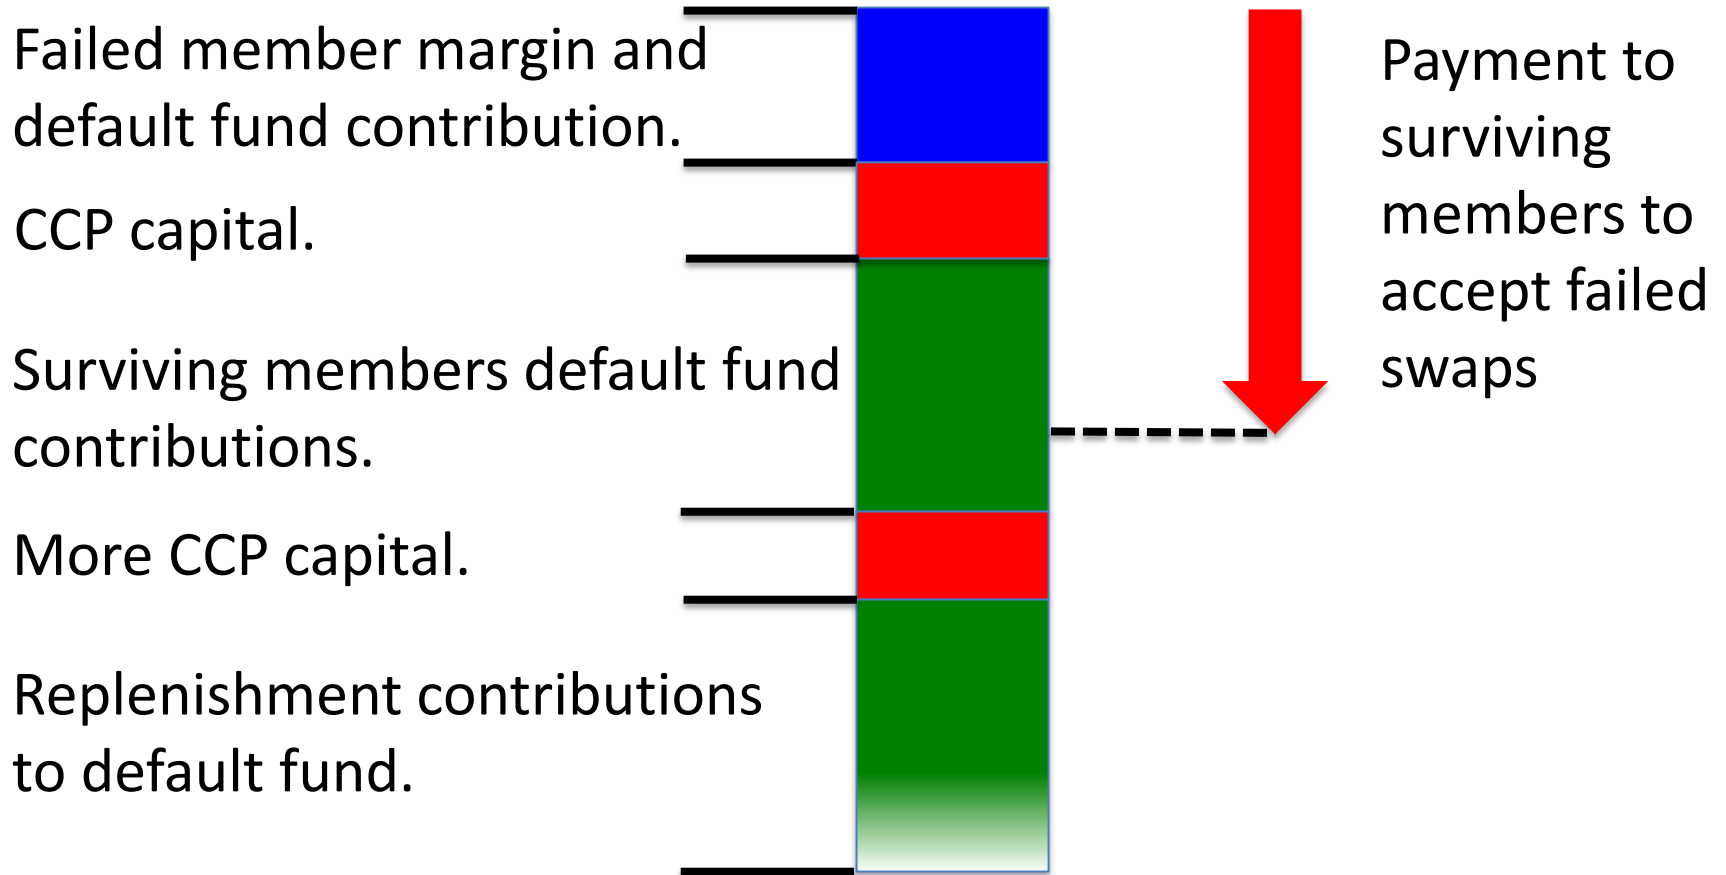 Failed member margin and
default fund contribution.
CCP capital.
Surviving members default fund
contributions.
More CCP capital.
Replenishment contributions
to default fund.
Payment to
surviving
members to
accept failed
swaps